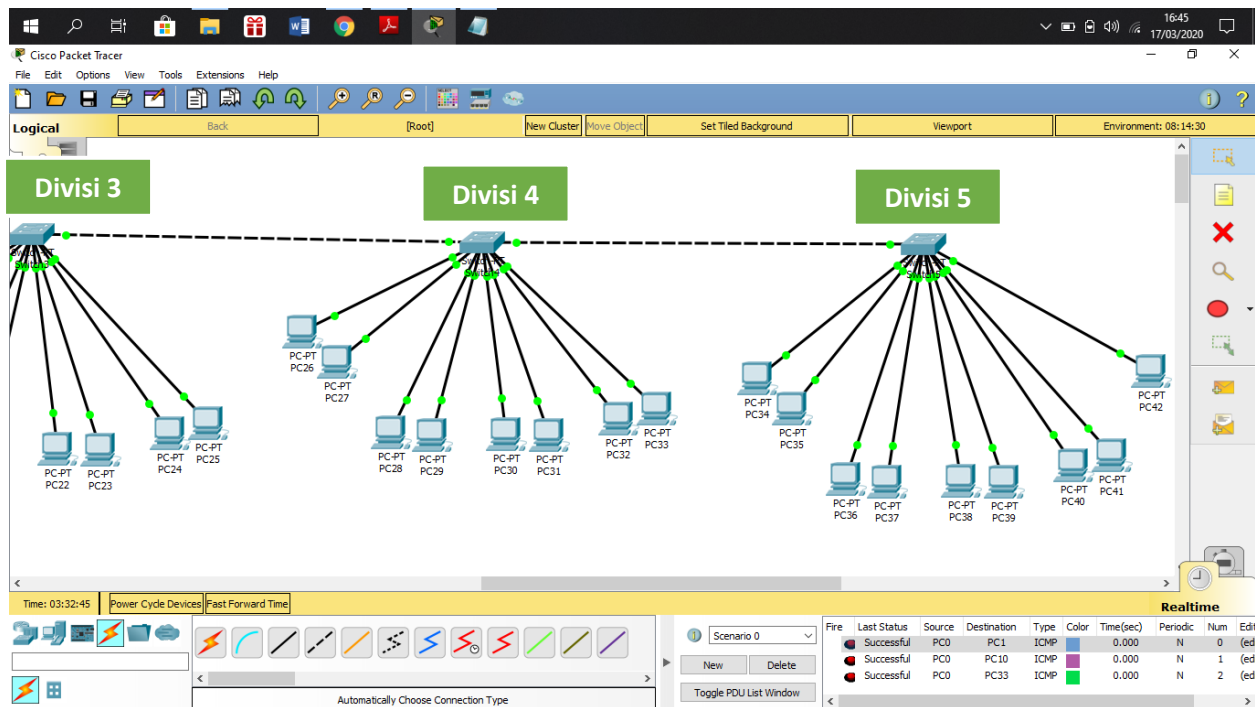 16:45
17/03/2020
Cisco Packet Tracer
File Edit Options View Tools Extensions Help
Logical Back [Root] New Cluster Move Object Set Tiled Background Viewport Environment: 08:14:30
Divisi 3 Divisi 4 Divisi 5
Switch3
Switch4
PC-PT
PC26
PC-PT
PC27
PC-PT
PC22
PC-PT
PC23
PC-PT
PC24
PC-PT
PC25
PC-PT
PC28
PC-PT
PC29
PC-PT
PC30
PC-PT
PC31
PC-PT
PC32
PC-PT
PC33
PC-PT
PC34
PC-PT
PC35
PC-PT
PC36
PC-PT
PC37
PC-PT
PC38
PC-PT
PC39
PC-PT
PC40
PC-PT
PC41
PC-PT
PC42
Time: 03:32:45 Power Cycle Devices Fast Forward Time
Realtime
Scenario 0
New Delete
Toggle PDU List Window
Automatically Choose Connection Type
Fire Last Status Source Destination Type Color Time(sec) Periodic Num Edit
Successful PC0 PC1 ICMP 0.000 N 0 (ed
Successful PC0 PC10 ICMP 0.000 N 1 (ed
Successful PC0 PC33 ICMP 0.000 N 2 (ed